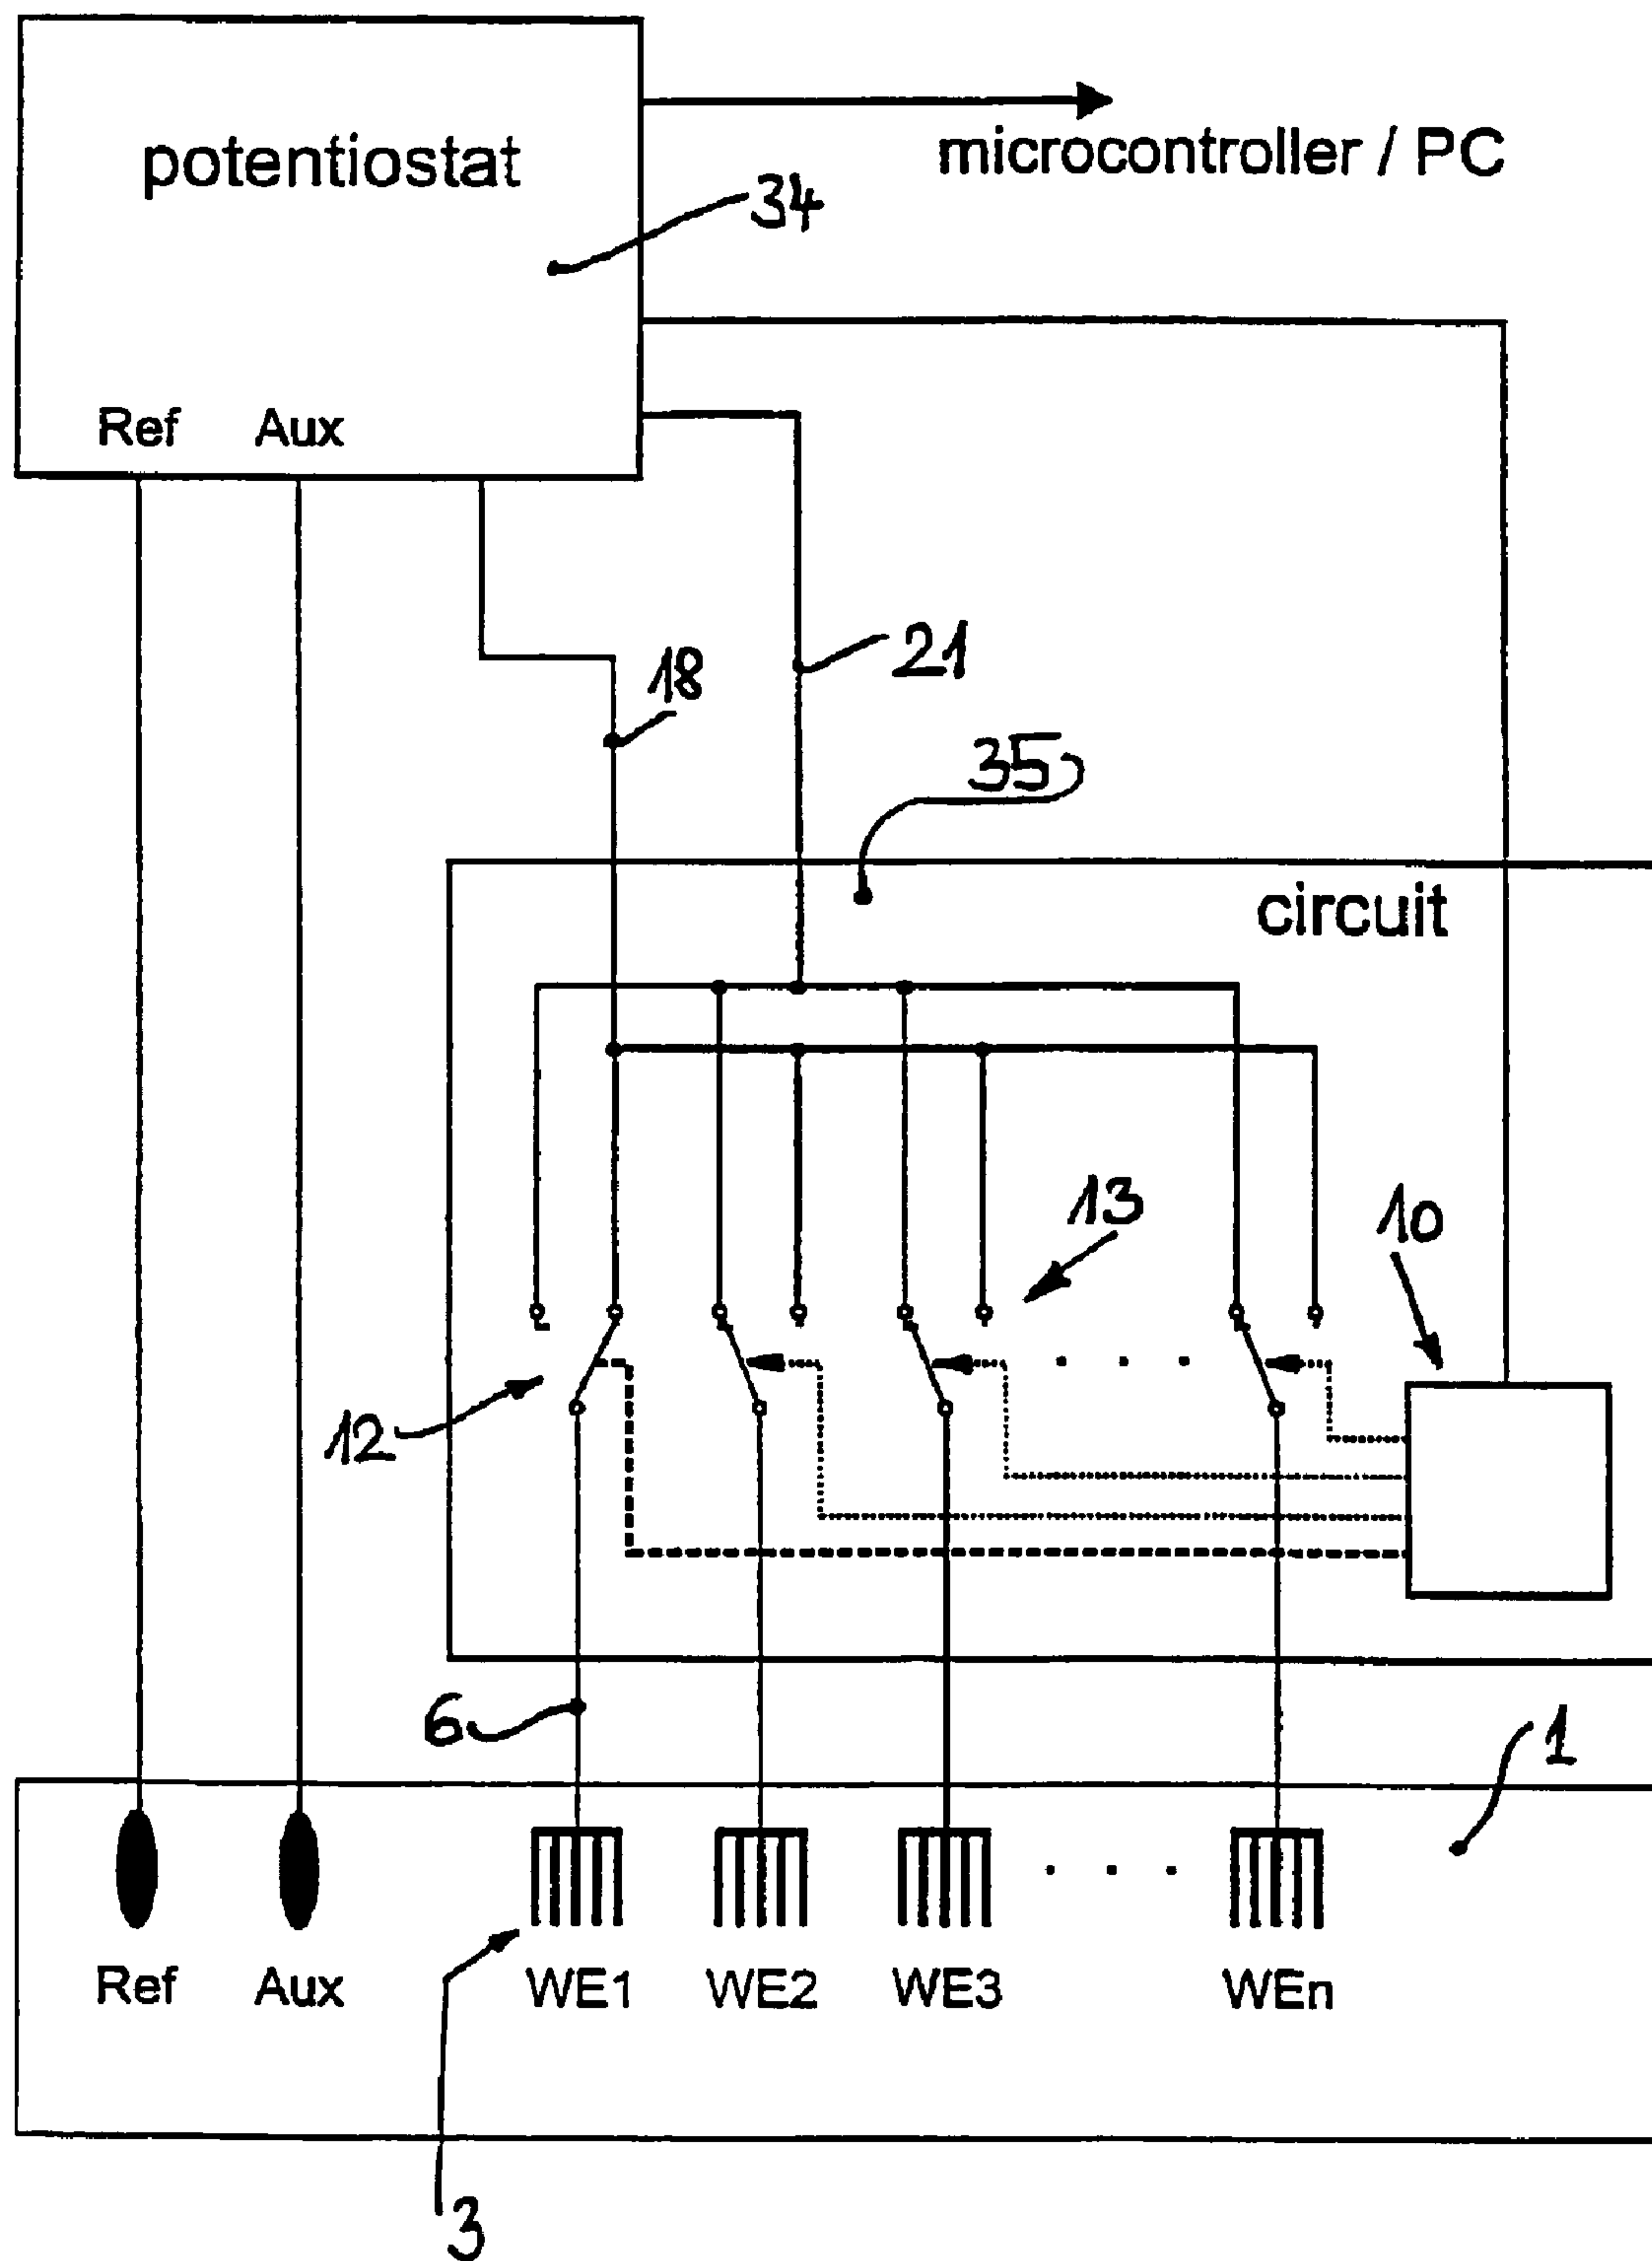 potentiostat
microcontroller / PC
34
Ref Aux
21
18
35
circuit
13
10
12
6
1
Ref Aux WE1 WE2 WE3 WEn
3